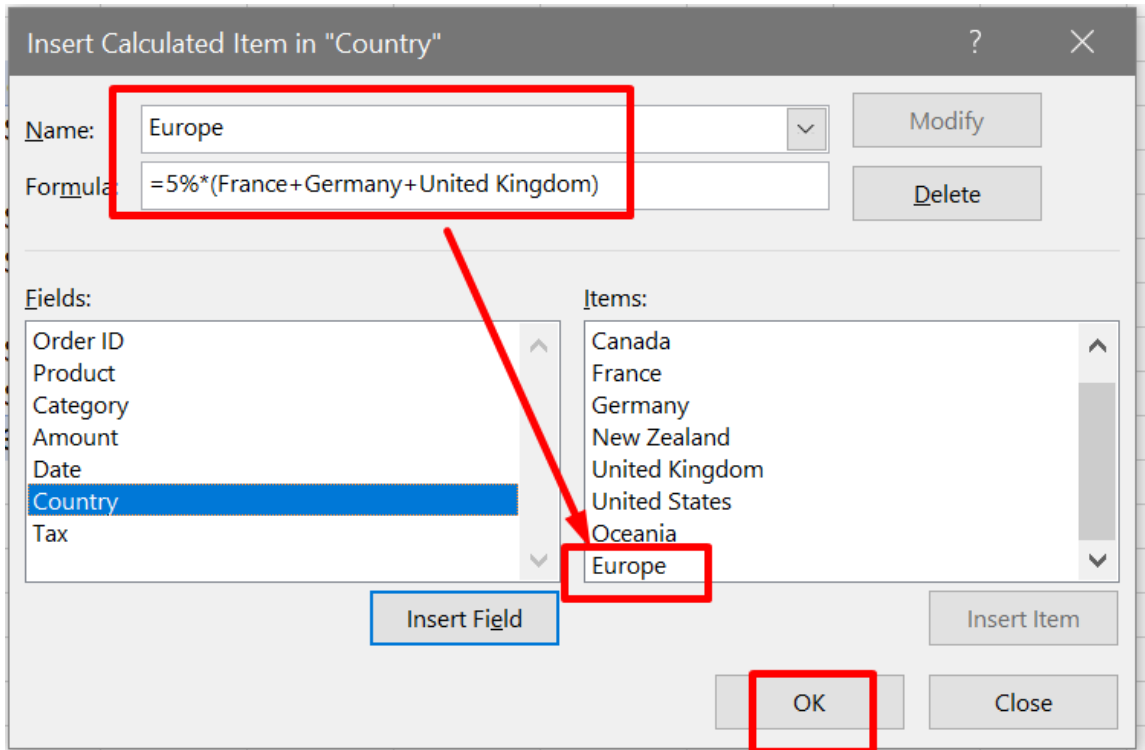 Insert Calculated Item in "Country"
?
Name:
Europe
Modify
Formula:
=5%*(France+Germany+United Kingdom)
Delete
Fields:
Order ID
Product
Category
Amount
Date
Country
Tax
Items:
Canada
France
Germany
New Zealand
United Kingdom
United States
Oceania
Europe
Insert Field
Insert Item
OK
Close